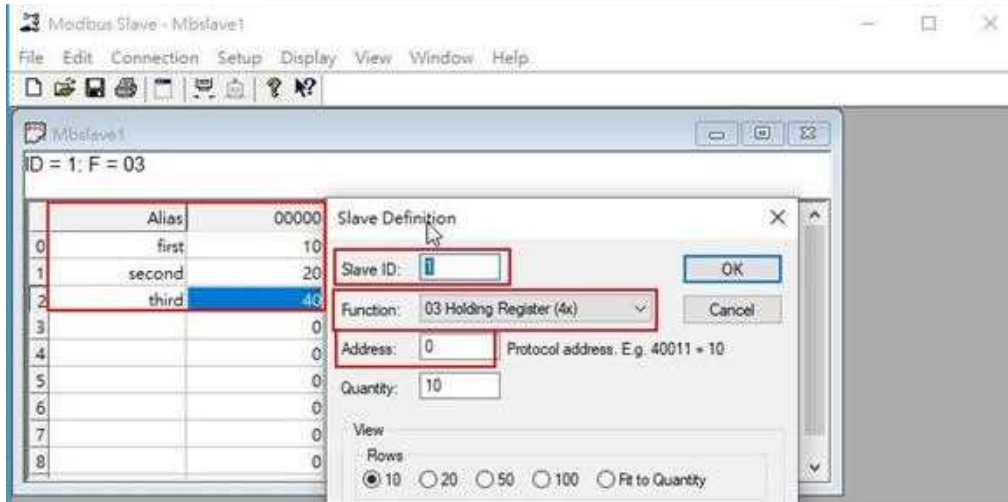 Modbus Slave - Mbslave1
File Edit Connection Setup Display View Window Help
Mbslave1
ID = 1: F = 03
Alias 00000
0 first 10
1 second 20
2 third 40
3 0
4 0
5 0
6 0
7 0
8 0
Slave Definition
Slave ID: 1
OK
Function: 03 Holding Register (4x)
Cancel
Address: 0 Protocol address. E.g. 40011 = 10
Quantity: 10
View
Rows
10 20 50 100 Fit to Quantity